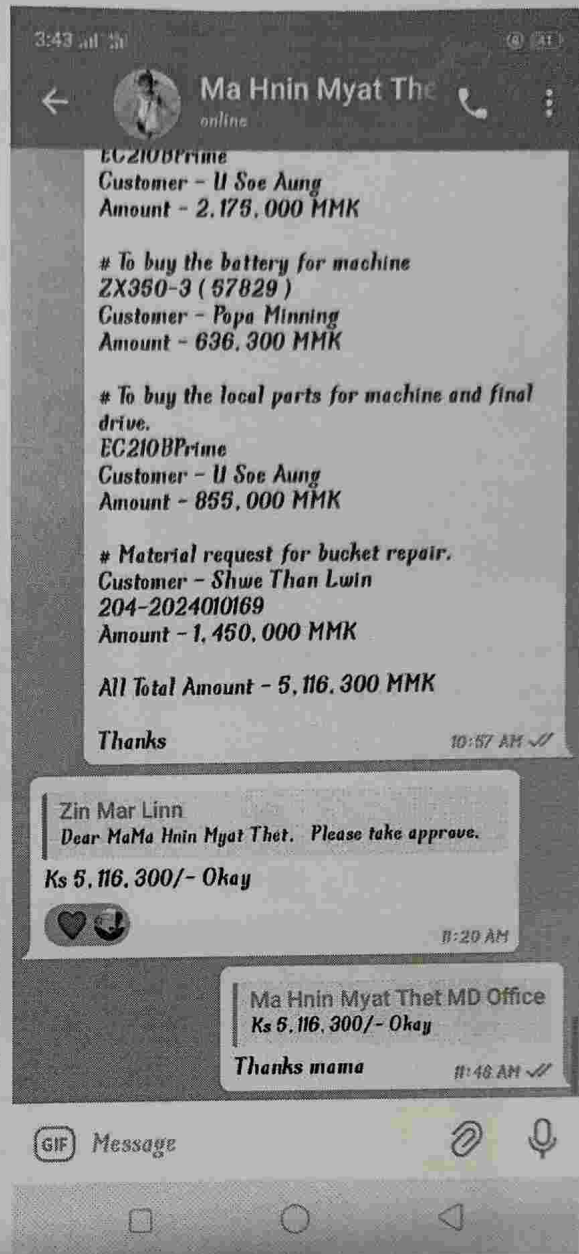 3:43
Ma Hnin Myat The
online
EC210BPrime
Customer - U Soe Aung
Amount - 2,175,000 MMK
# To buy the battery for machine
ZX350-3 ( 57829 )
Customer - Popa Minning
Amount - 636,300 MMK
# To buy the local parts for machine and final
drive.
EC210BPrime
Customer - U Soe Aung
Amount - 855,000 MMK
# Material request for bucket repair.
Customer - Shwe Than Lwin
204-2024010169
Amount - 1,450,000 MMK
All Total Amount - 5,116,300 MMK
Thanks
10:57 AM
Zin Mar Linn
Dear MaMa Hnin Myat Thet. Please take approve.
Ks 5,116,300/- Okay
11:20 AM
Ma Hnin Myat Thet MD Office
Ks 5,116,300/- Okay
Thanks mama
11:48 AM
GIF Message